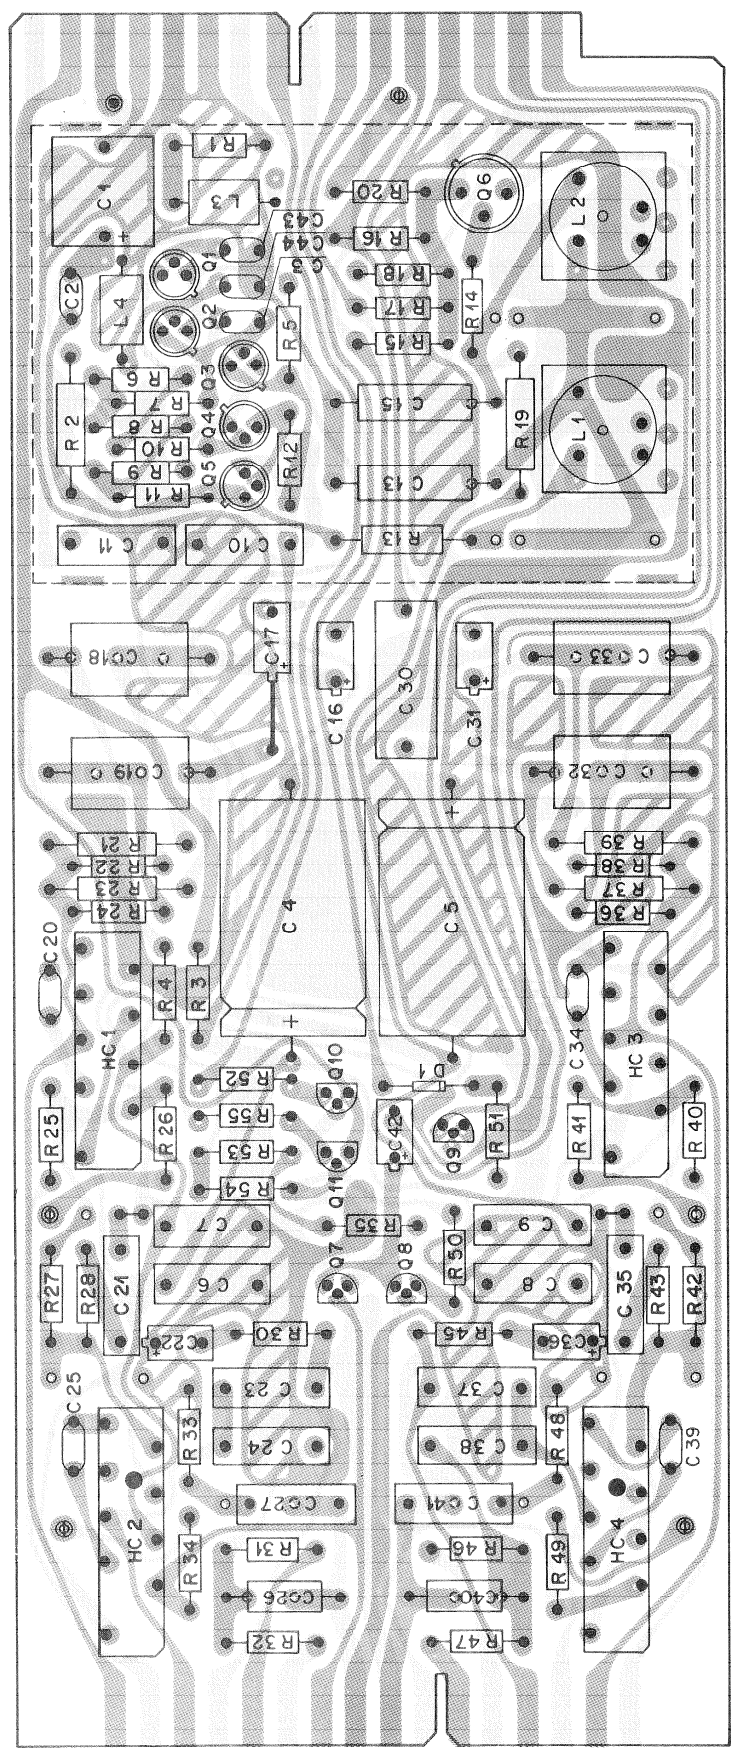 R1
C1
+
L3
R20
Q6
L2
C43
C44
C3
Q1
R16
C2
L4
Q2
R18
R17
R14
R5
R15
R6
Q3
R7
R2
R8
Q4
C15
R19
L1
R10
R9
Q5
R12
R11
C13
C11
C10
R13
C18
C17
+
C16
+
C30
C31
+
C33
C19
C32
+
R21
R22
R23
R24
R39
R38
R37
R36
C4
C5
C20
R4
R3
+
HC1
C34
HC3
R52
Q10
D1
R25
R26
R55
C42
+
Q9
R51
R41
R40
R53
Q11
R54
C7
R35
C9
R27
R28
C21
C6
Q7
Q8
R50
C8
C35
R43
R42
C22
+
R30
R45
C36
+
C25
C23
C37
R33
C24
C38
R48
C39
C27
C41
HC2
R34
R31
R46
R49
HC4
C26
C40
R32
R47